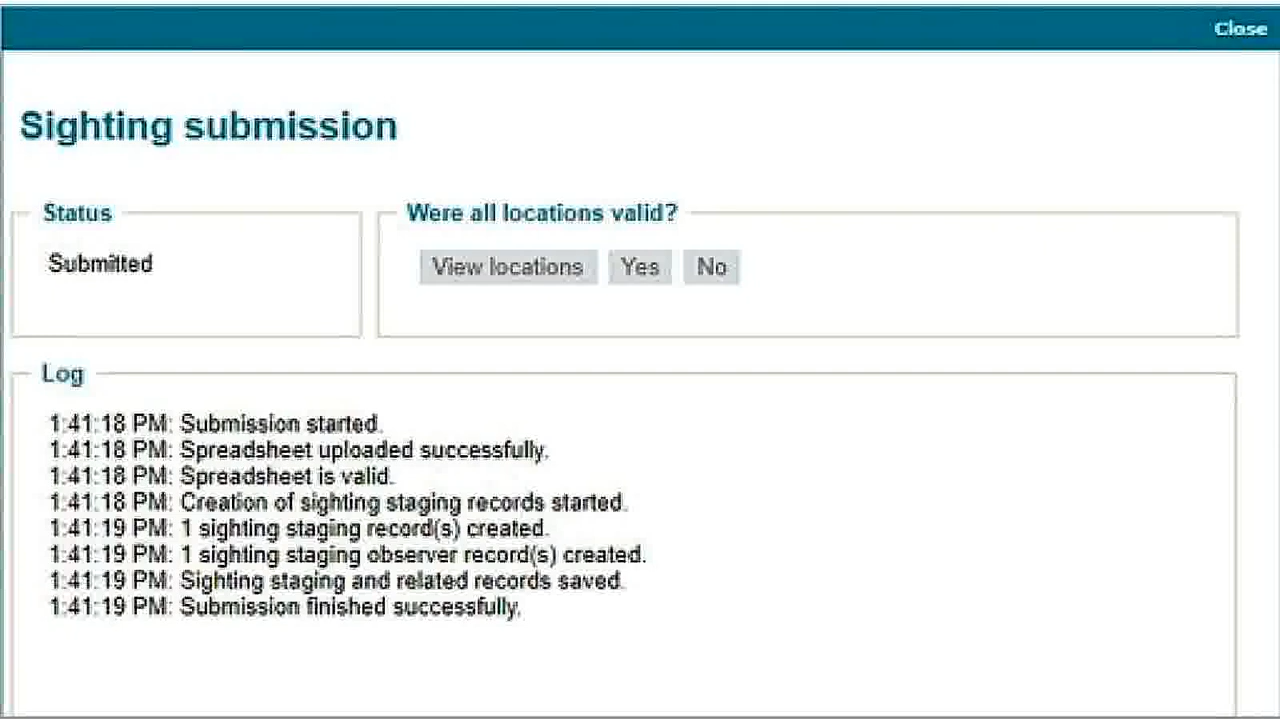 Close
Sighting submission
Status
Were all locations valid?
Submitted
View locations Yes No
Log
1:41:18 PM: Submission started.
1:41:18 PM: Spreadsheet uploaded successfully.
1:41:18 PM: Spreadsheet is valid.
1:41:18 PM: Creation of sighting staging records started.
1:41:19 PM: 1 sighting staging record(s) created.
1:41:19 PM: 1 sighting staging observer record(s) created.
1:41:19 PM: Sighting staging and related records saved.
1:41:19 PM: Submission finished successfully.